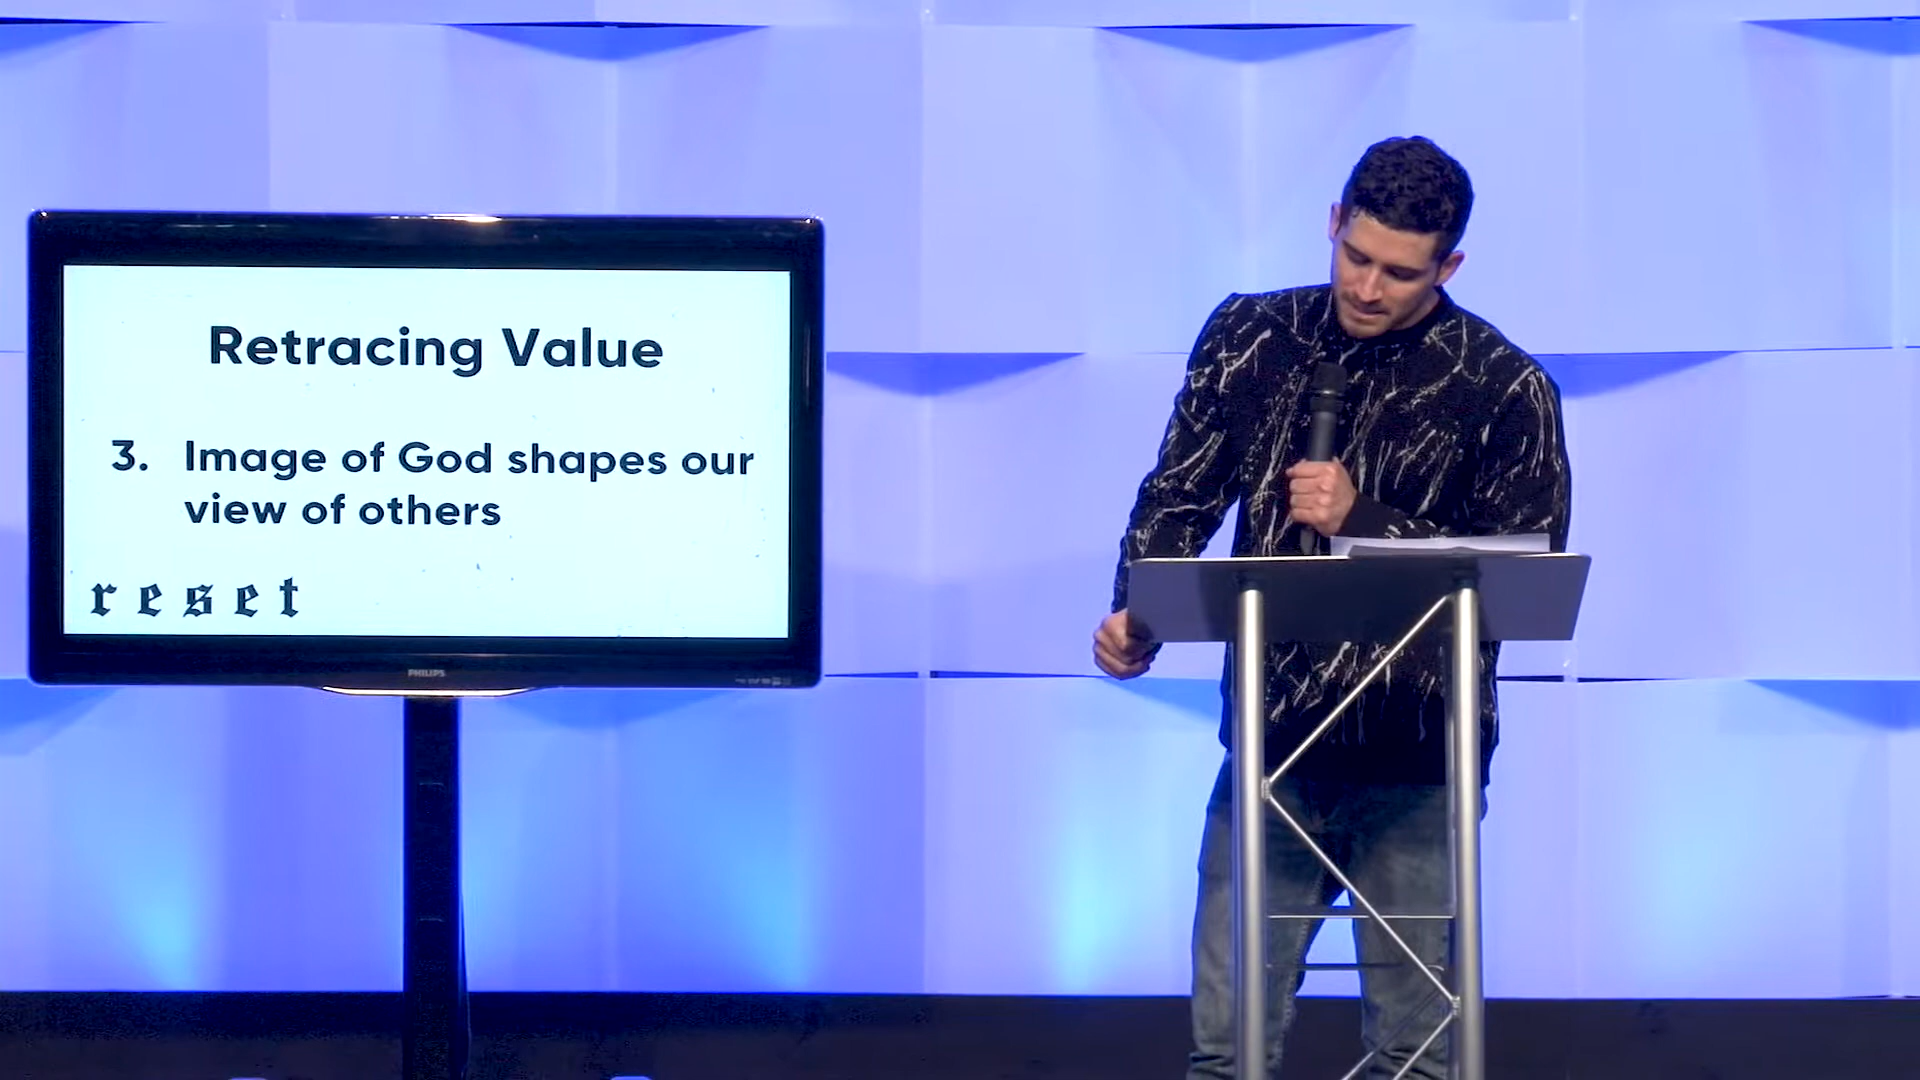 Retracing Value
3. Image of God shapes our
view of others
reset
PHILIPS